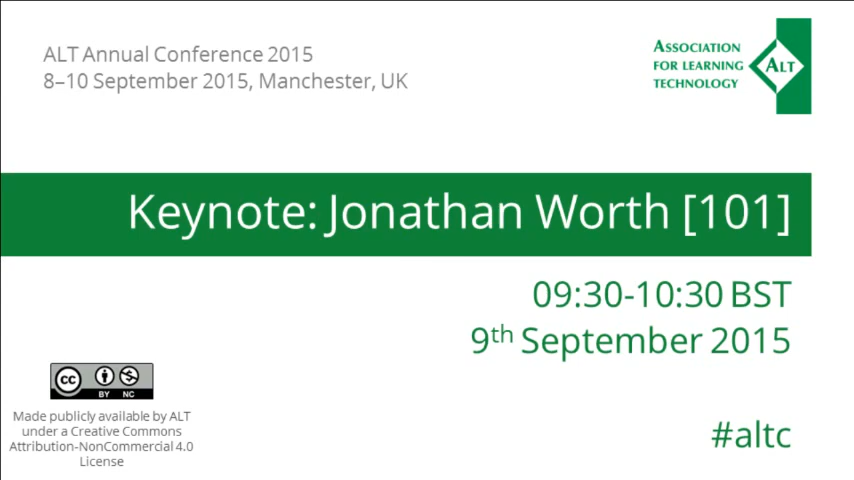 ALT Annual Conference 2015
8–10 September 2015, Manchester, UK
ASSOCIATION
FOR LEARNING
TECHNOLOGY
ALT
Keynote: Jonathan Worth [101]
09:30-10:30 BST
9th September 2015
cc
BY NC
Made publicly available by ALT
under a Creative Commons
Attribution-NonCommercial 4.0
License
#altc